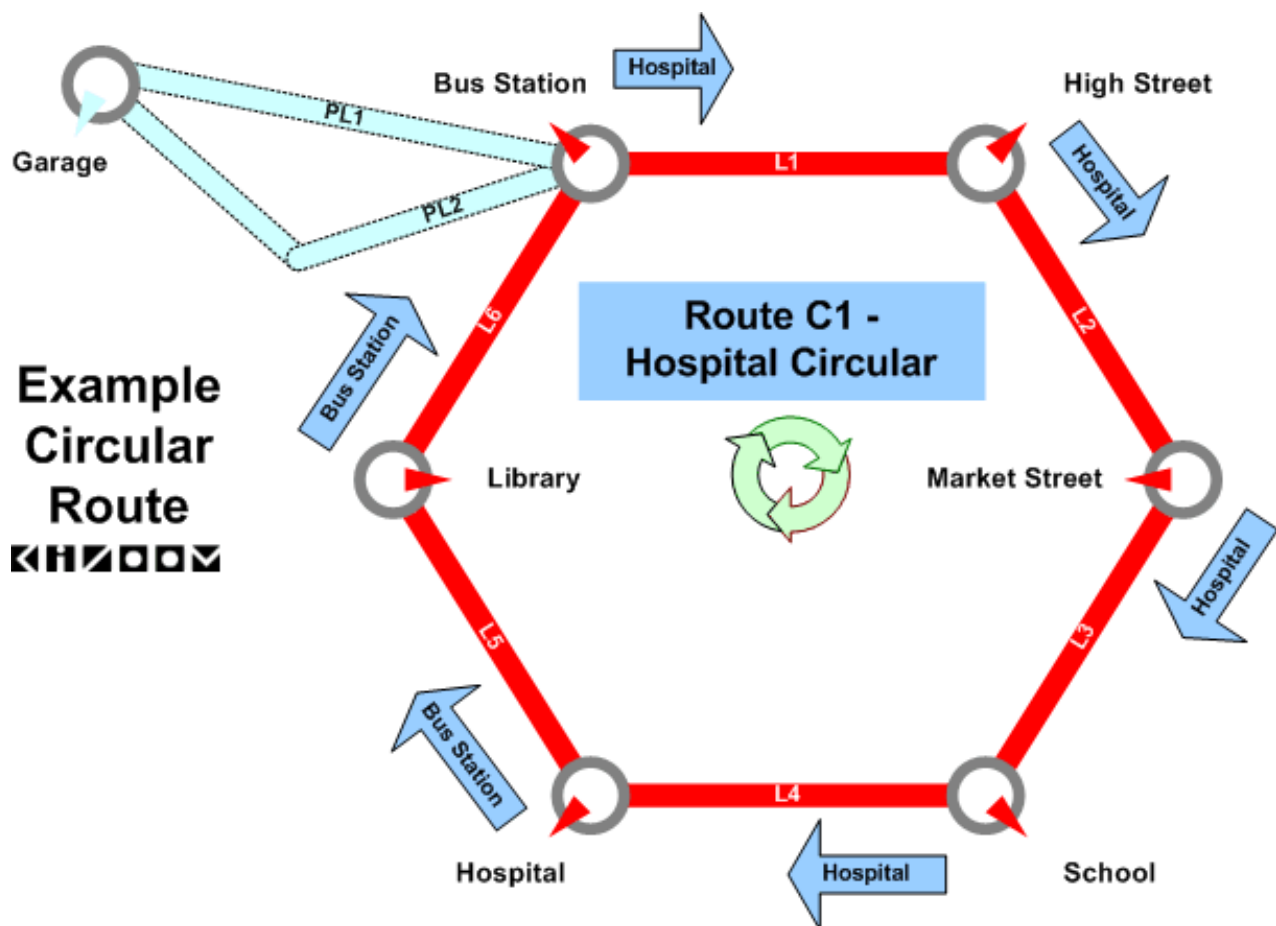 Bus Station
Hospital
High Street
Garage
PL1
PL2
L1
Hospital
L6
L2
Route C1 -
Hospital Circular
Bus Station
Example
Circular
Route
KIZOOM
Library
Market Street
Hospital
L5
L3
Bus Station
L4
Hospital
Hospital
School